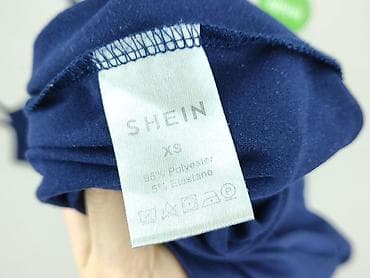 SHEIN
XS
95% Polyester
5% Elastane